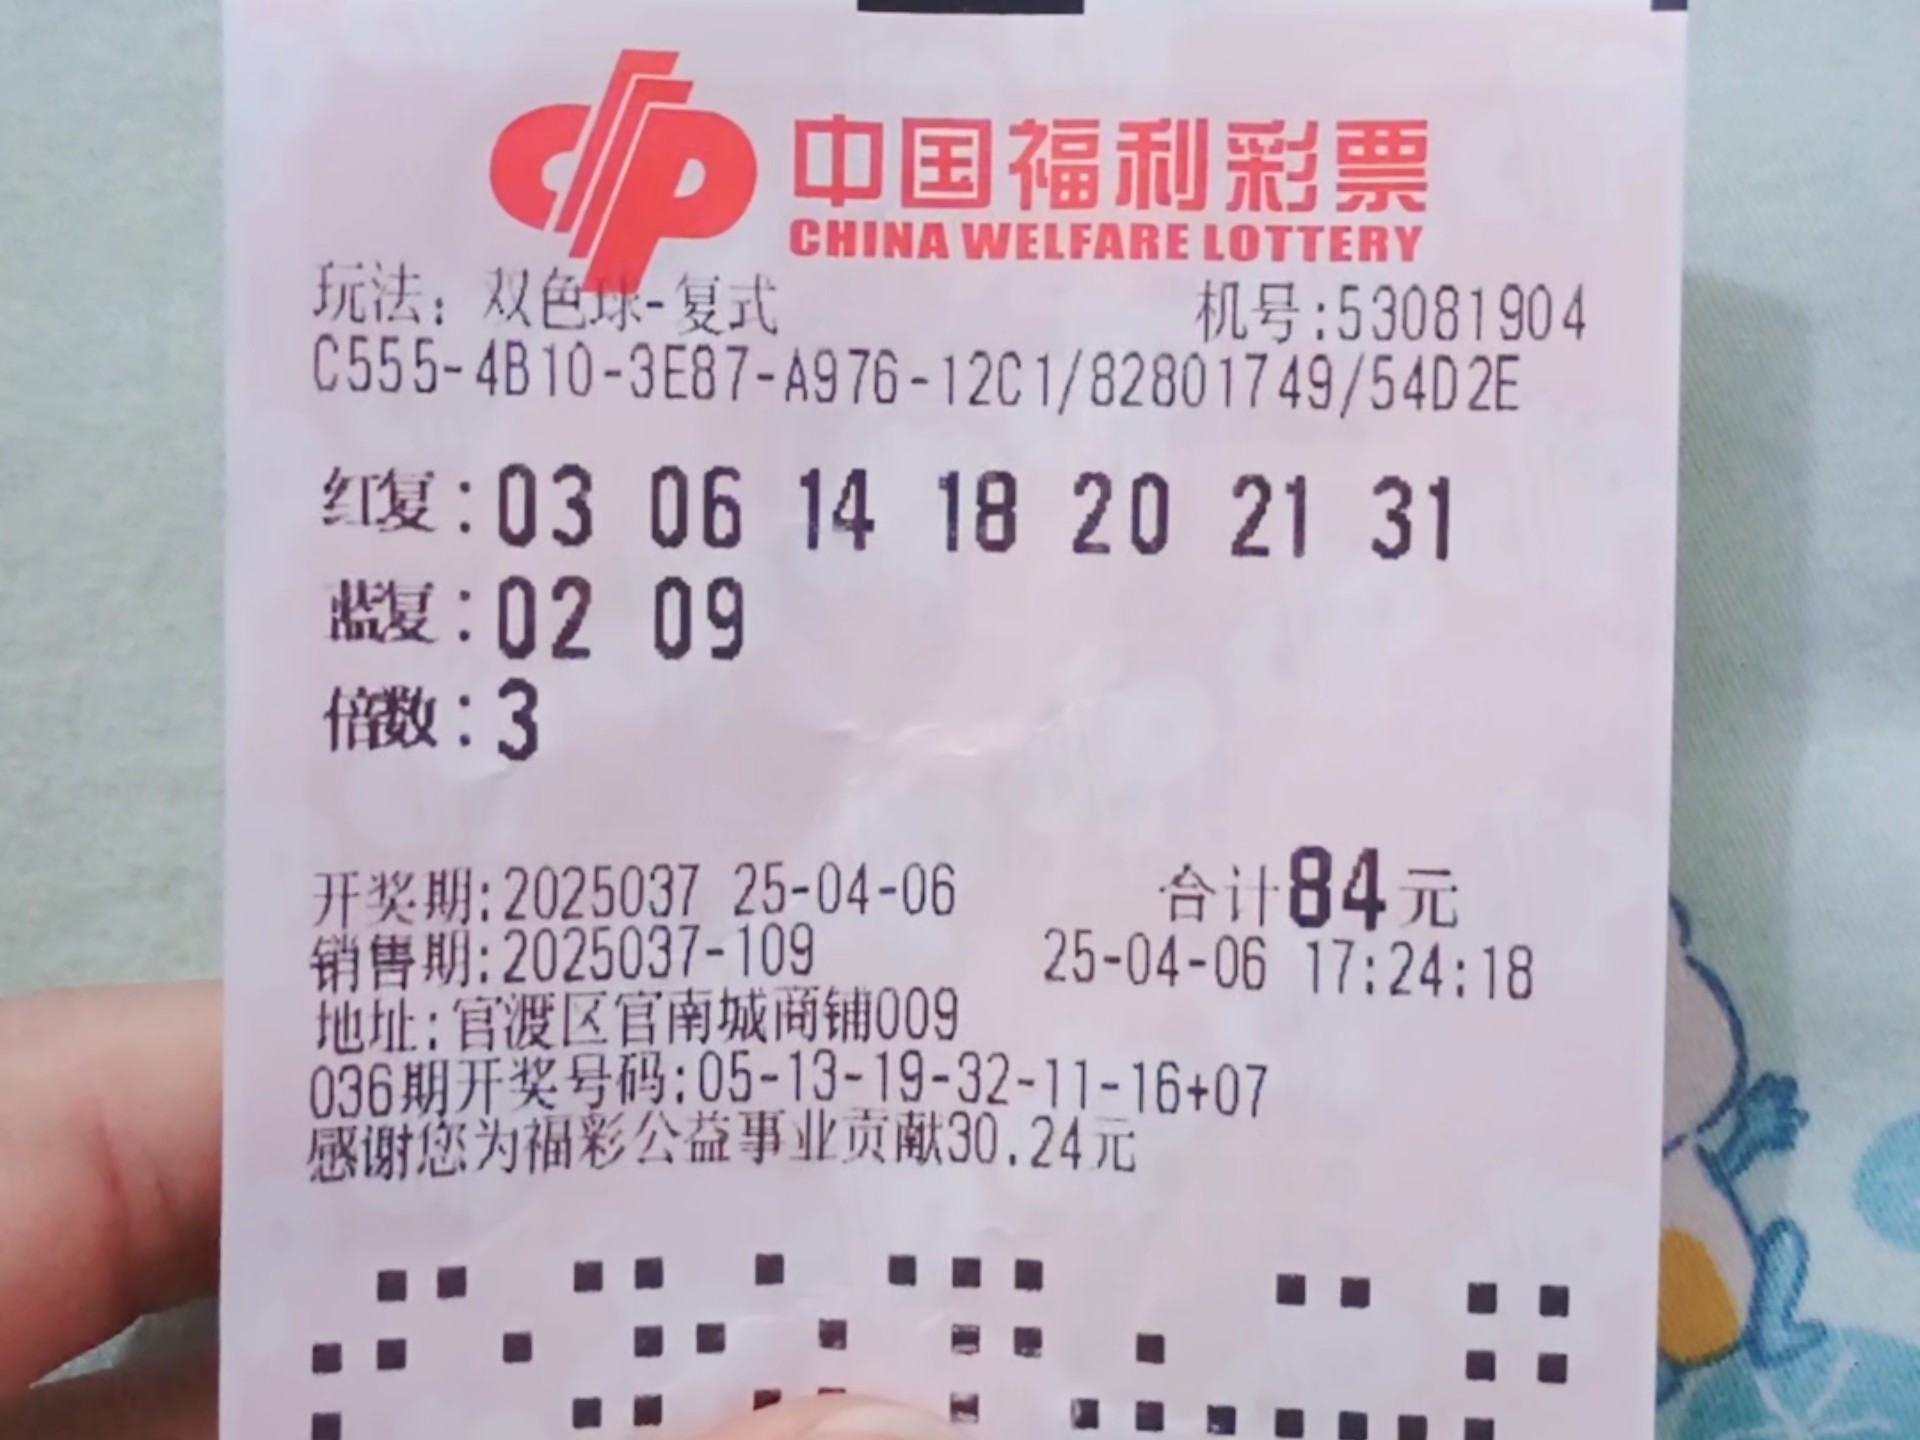 中国福利彩票
CHINA WELFARE LOTTERY
玩法：双色球-复式 机号:53081904
C555-4B10-3E87-A976-12C1/82801749/54D2E
红复:03 06 14 18 20 21 31
蓝复:02 09
倍数:3
开奖期:2025037 25-04-06 合计84元
销售期:2025037-109 25-04-06 17:24:18
地址:官渡区官南城商铺009
036期开奖号码:05-13-19-32-11-16+07
感谢您为福彩公益事业贡献30.24元